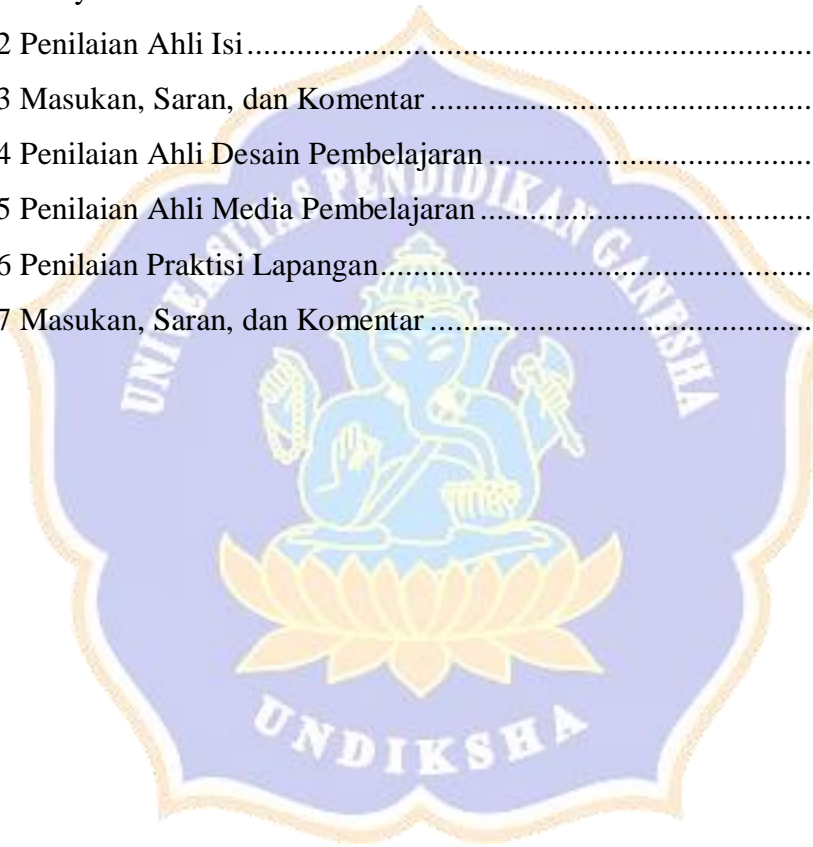 2 Penilaian Ahli Isi........................................................................
3 Masukan, Saran, dan Komentar ................................................
4 Penilaian Ahli Desain Pembelajaran ........................................
5 Penilaian Ahli Media Pembelajaran .........................................
6 Penilaian Praktisi Lapangan......................................................
7 Masukan, Saran, dan Komentar ................................................
UNIVERSITAS PENDIDIKAN GANESHA
UNDIKSHA